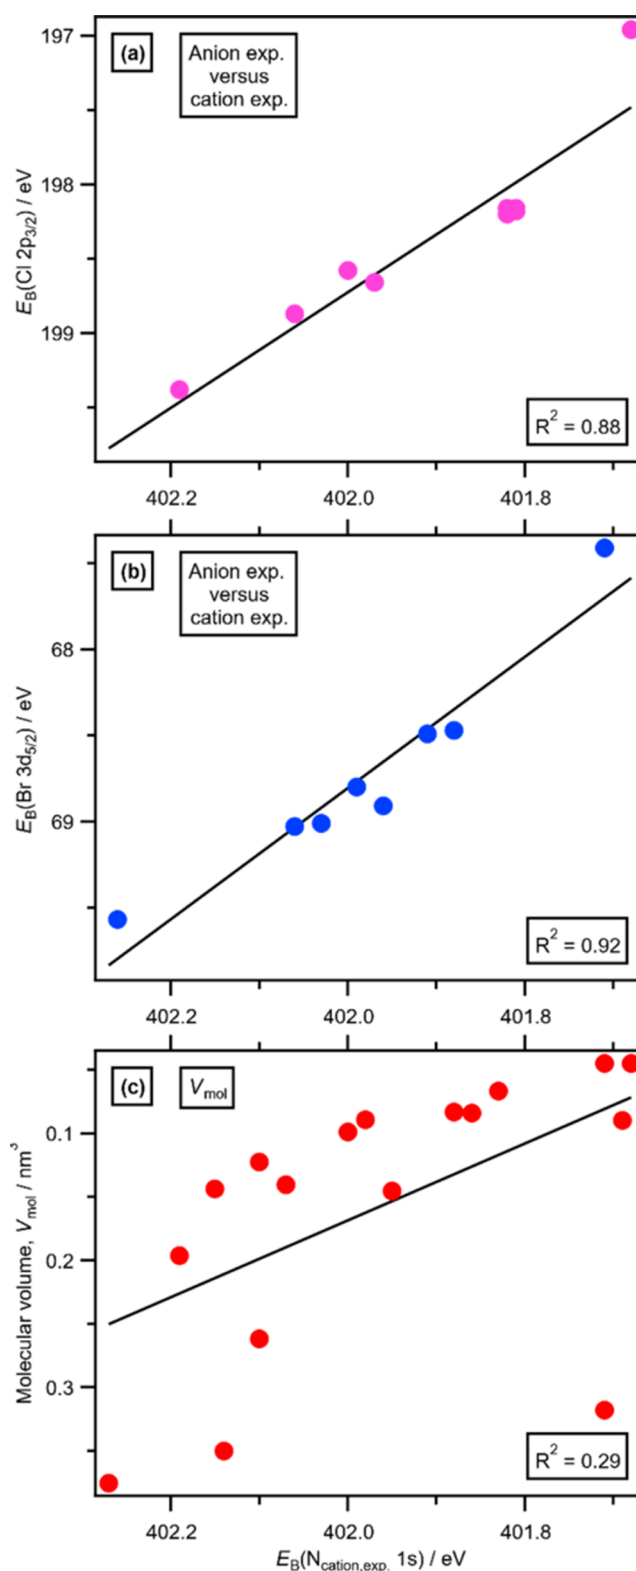 (a)
Anion exp.
versus
cation exp.
197
198
199
E_B(Cl 2p_3/2) / eV
R² = 0.88
402.2 402.0 401.8
(b)
Anion exp.
versus
cation exp.
68
69
E_B(Br 3d_5/2) / eV
R² = 0.92
402.2 402.0 401.8
(c)
V_mol
0.1
0.2
0.3
Molecular volume, V_mol / nm³
R² = 0.29
402.2 402.0 401.8
E_B(N_cation,exp. 1s) / eV